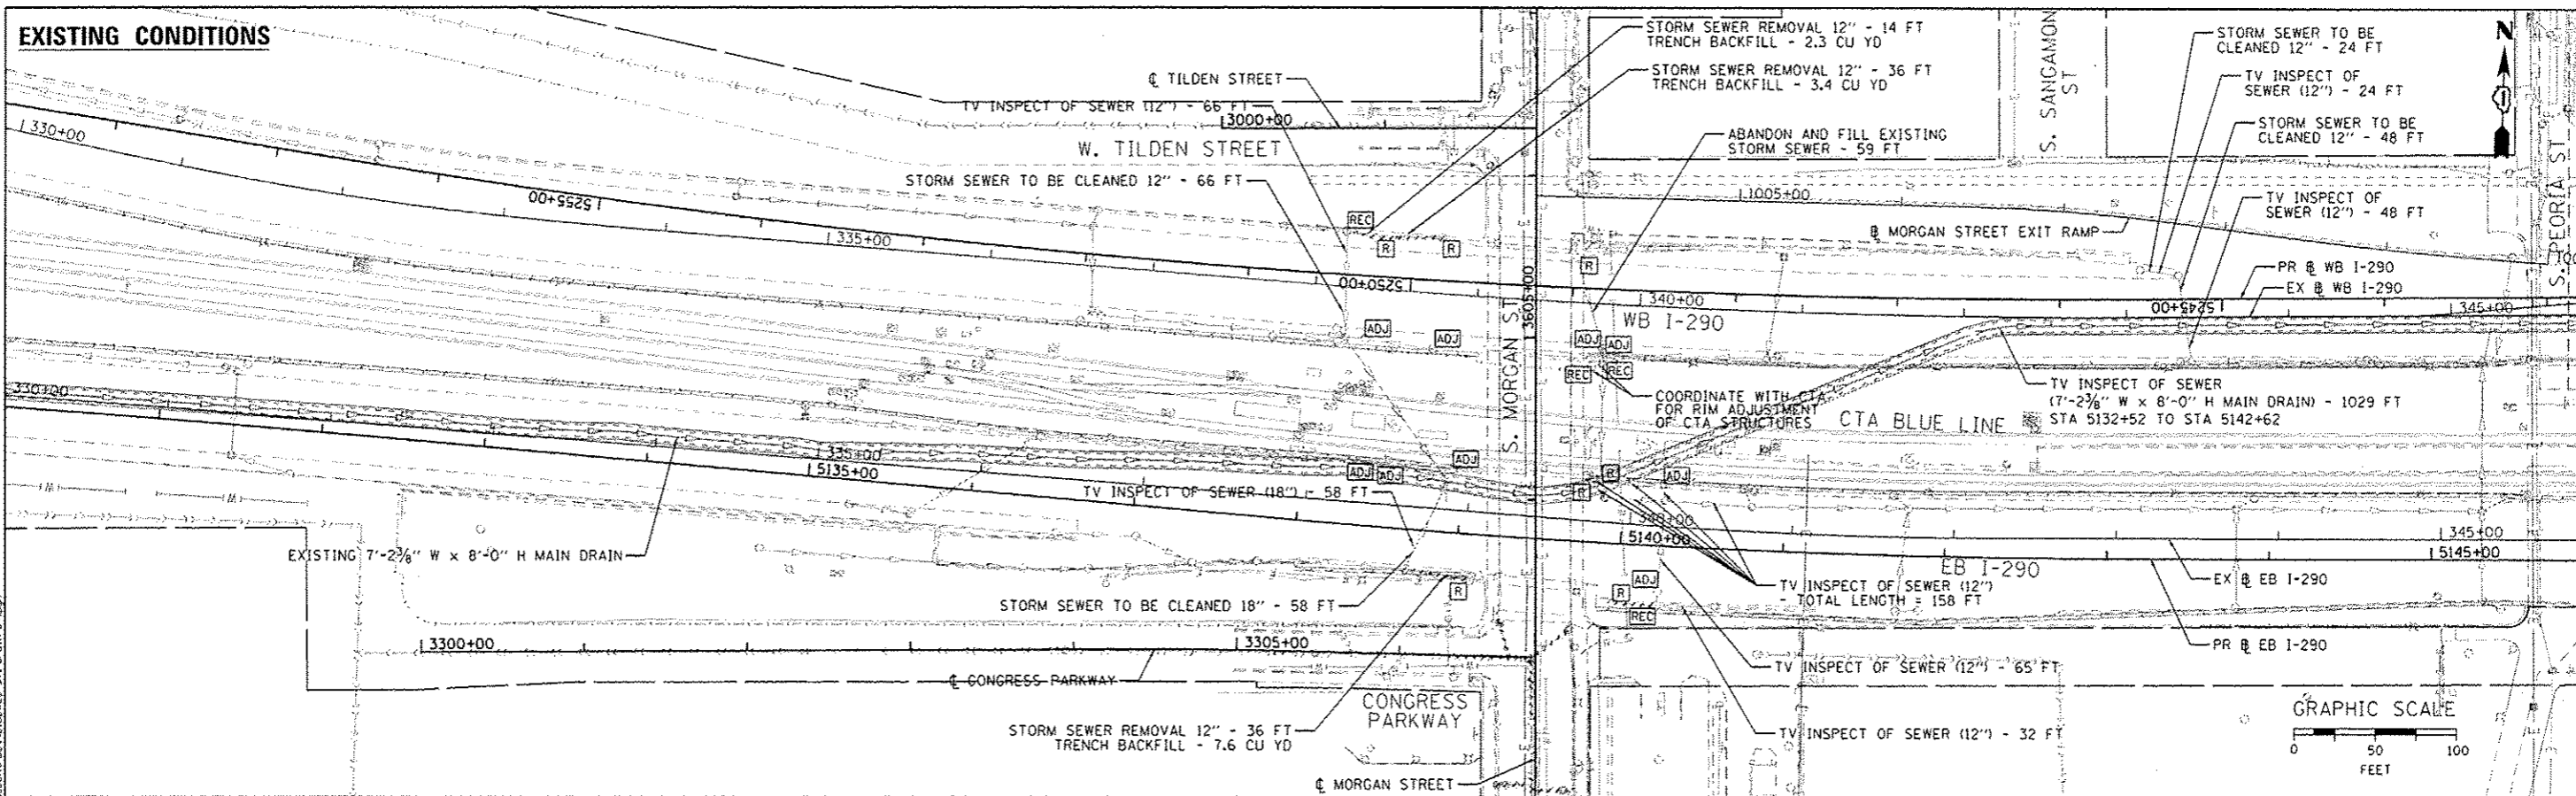 EXISTING CONDITIONS
STORM SEWER REMOVAL 12" - 14 FT
TRENCH BACKFILL - 2.3 CU YD
STORM SEWER REMOVAL 12" - 36 FT
TRENCH BACKFILL - 3.4 CU YD
S. SANGAMON
ST
STORM SEWER TO BE
CLEANED 12" - 24 FT
N
TV INSPECT OF
SEWER (12") - 24 FT
STORM SEWER TO BE
CLEANED 12" - 48 FT
TV INSPECT OF
SEWER (12") - 48 FT
S. PEORIA ST
℄ TILDEN STREET
TV INSPECT OF SEWER (12") - 66 FT
3000+00
W. TILDEN STREET
STORM SEWER TO BE CLEANED 12" - 66 FT
ABANDON AND FILL EXISTING
STORM SEWER - 59 FT
330+00
5255+00
335+00
5250+00
REC
R
R
R
1005+00
MORGAN STREET EXIT RAMP
PR WB I-290
EX WB I-290
340+00
5245+00
345+00
WB I-290
S. MORGAN ST
3605+00
ADJ
ADJ
ADJ
ADJ
REC
REC
COORDINATE WITH CTA
FOR RIM ADJUSTMENT
OF CTA STRUCTURES
CTA BLUE LINE
TV INSPECT OF SEWER
(7'-2⅜" W x 8'-0" H MAIN DRAIN) - 1029 FT
STA 5132+52 TO STA 5142+62
330+00
335+00
5135+00
ADJ
ADJ
ADJ
R
R
ADJ
TV INSPECT OF SEWER (18") - 58 FT
340+00
5140+00
345+00
5145+00
EXISTING 7'-2⅜" W x 8'-0" H MAIN DRAIN
EB I-290
EX EB I-290
TV INSPECT OF SEWER (12")
- TOTAL LENGTH = 158 FT
R
ADJ
R
REC
STORM SEWER TO BE CLEANED 18" - 58 FT
PR EB I-290
3300+00
3305+00
TV INSPECT OF SEWER (12") - 65 FT
℄ CONGRESS PARKWAY
CONGRESS
PARKWAY
STORM SEWER REMOVAL 12" - 36 FT
TRENCH BACKFILL - 7.6 CU YD
TV INSPECT OF SEWER (12") - 32 FT
℄ MORGAN STREET
GRAPHIC SCALE
0 50 100
FEET